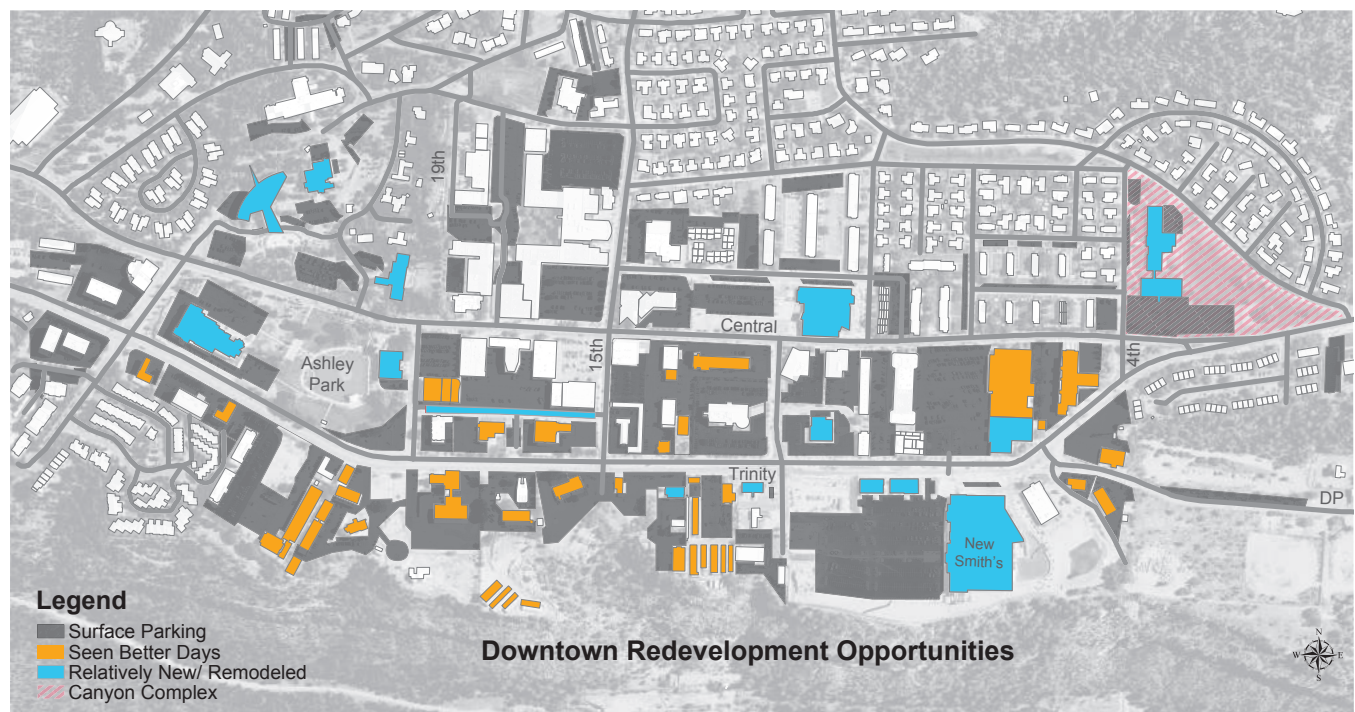 19th
Central
15th
Ashley
Park
4th
Trinity
DP
New
Smith's
Legend
Surface Parking
Seen Better Days
Relatively New/ Remodeled
Canyon Complex
Downtown Redevelopment Opportunities
N
W
E
S